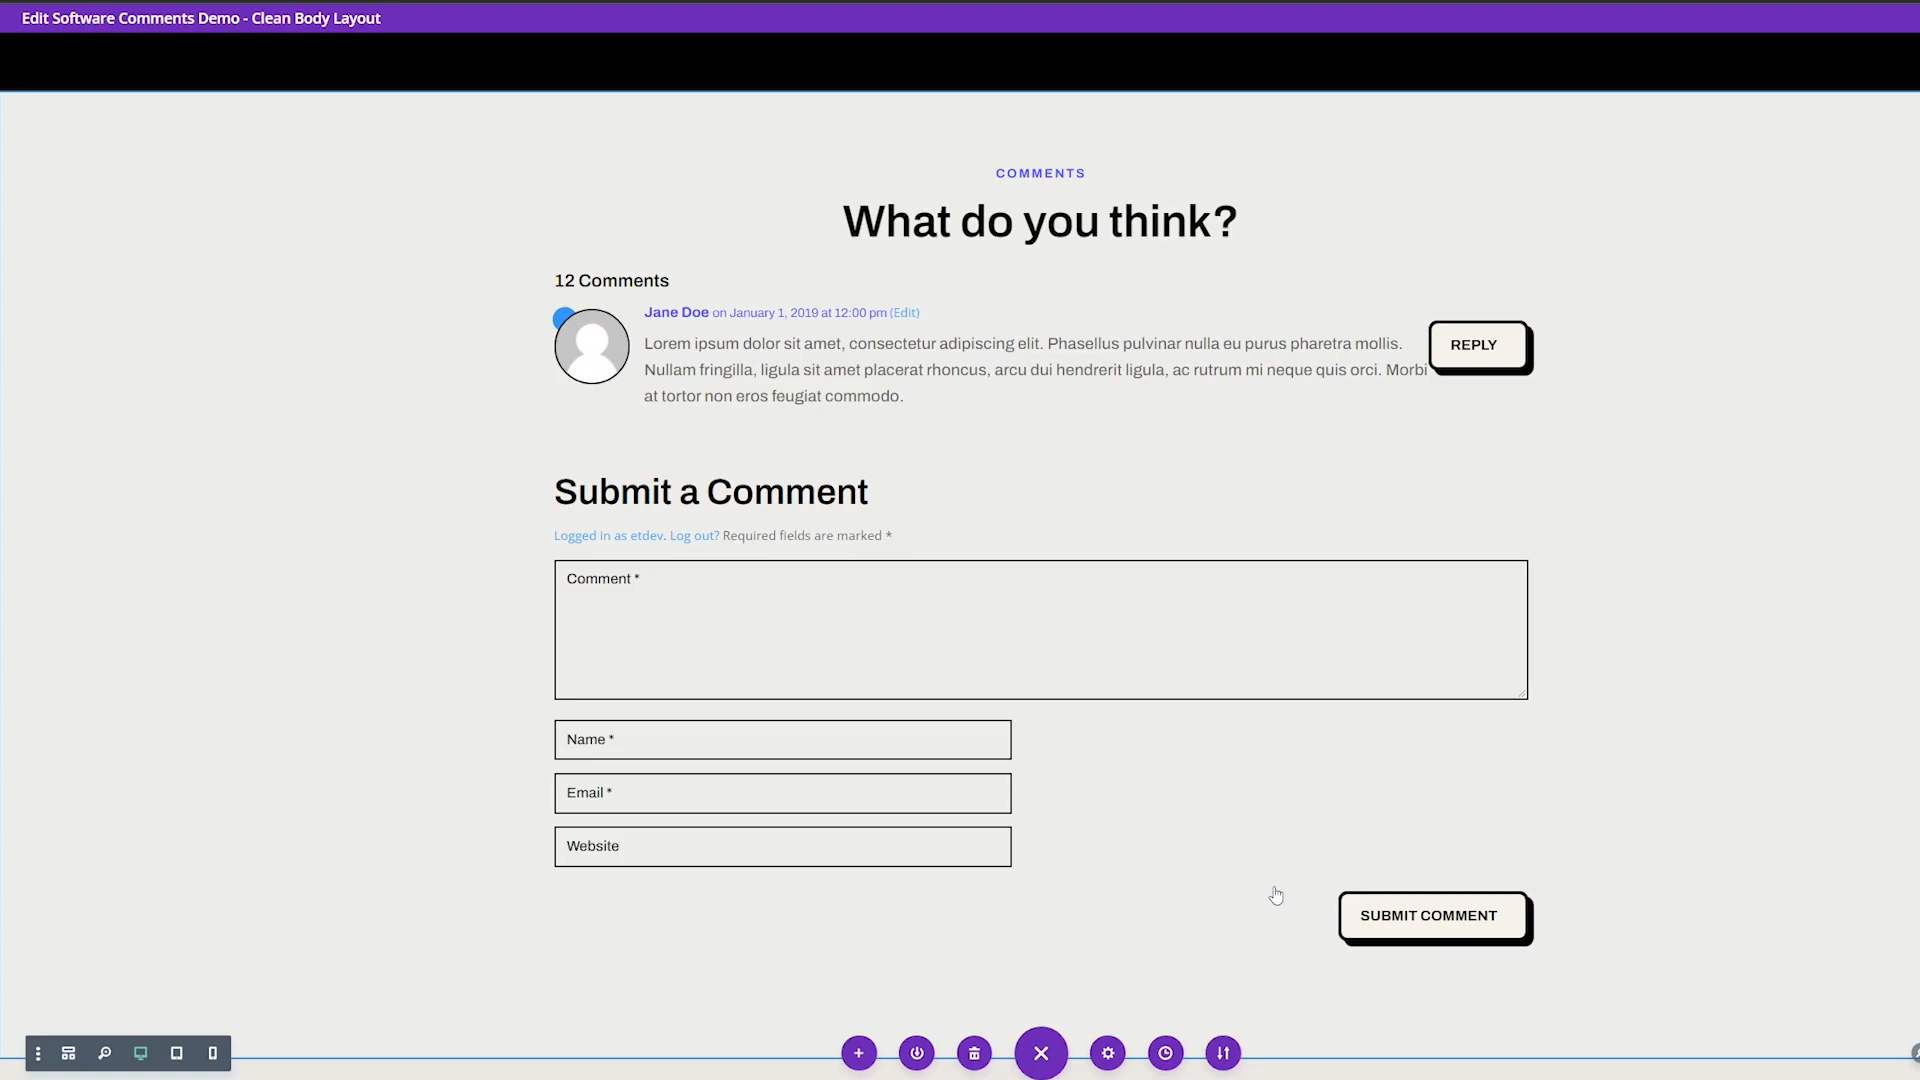 Edit Software Comments Demo - Clean Body Layout
COMMENTS
What do you think?
12 Comments
Jane Doe on January 1, 2019 at 12:00 pm (Edit)
Lorem ipsum dolor sit amet, consectetur adipiscing elit. Phasellus pulvinar nulla eu purus pharetra mollis.
Nullam fringilla, ligula sit amet placerat rhoncus, arcu dui hendrerit ligula, ac rutrum mi neque quis orci. Morbi
at tortor non eros feugiat commodo.
REPLY
Submit a Comment
Logged in as etdev. Log out? Required fields are marked *
Comment *
Name *
Email *
Website
SUBMIT COMMENT